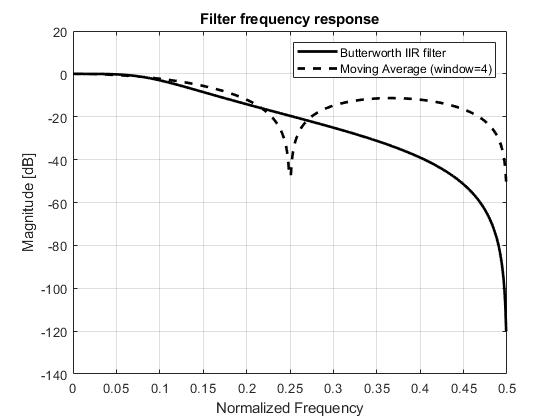 Filter frequency response
Butterworth IIR filter
Moving Average (window=4)
Magnitude [dB]
20
0
-20
-40
-60
-80
-100
-120
-140
0 0.05 0.1 0.15 0.2 0.25 0.3 0.35 0.4 0.45 0.5
Normalized Frequency